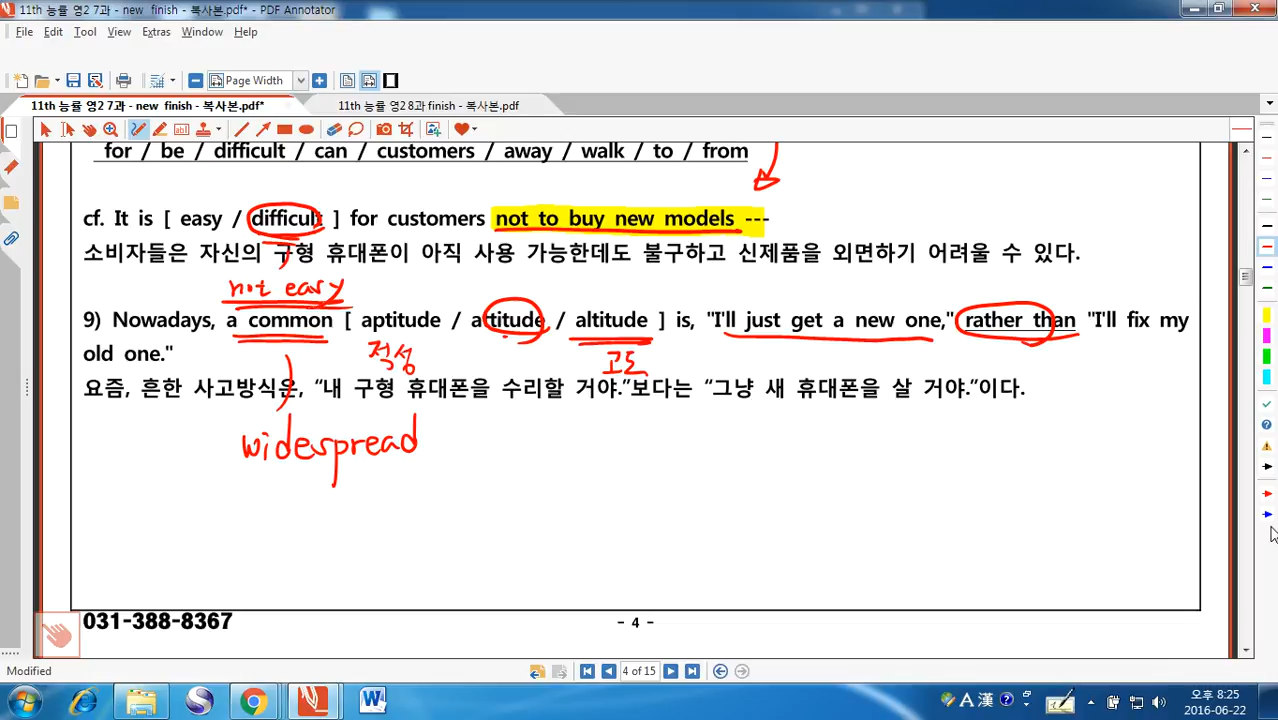 11th 능률 영2 7과 - new finish - 복사본.pdf* - PDF Annotator
File Edit Tool View Extras Window Help
Page Width
11th 능률 영2 7과 - new finish - 복사본.pdf* 11th 능률 영2 8과 finish - 복사본.pdf
for / be / difficult / can / customers / away / walk / to / from
cf. It is [ easy / difficult ] for customers not to buy new models ---
소비자들은 자신의 구형 휴대폰이 아직 사용 가능한데도 불구하고 신제품을 외면하기 어려울 수 있다.
not easy
9) Nowadays, a common [ aptitude / attitude / altitude ] is, "I'll just get a new one," rather than "I'll fix my
old one."
적성 고도
요즘, 흔한 사고방식은, “내 구형 휴대폰을 수리할 거야.”보다는 “그냥 새 휴대폰을 살 거야.”이다.
widespread
031-388-8367 - 4 -
4 of 15
Modified
A 漢
오후 8:25
2016-06-22